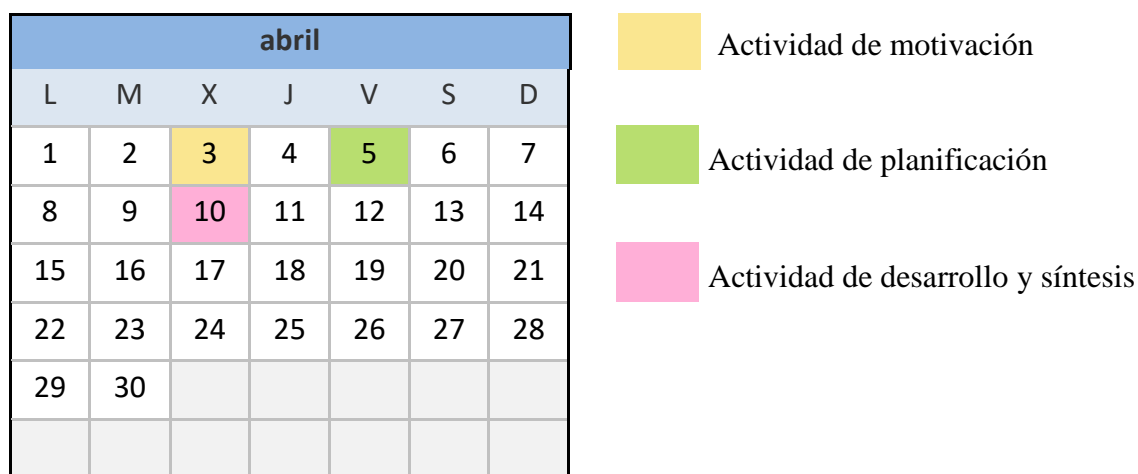 abril
L M X J V S D
1 2 3 4 5 6 7
8 9 10 11 12 13 14
15 16 17 18 19 20 21
22 23 24 25 26 27 28
29 30
Actividad de motivación
Actividad de planificación
Actividad de desarrollo y síntesis